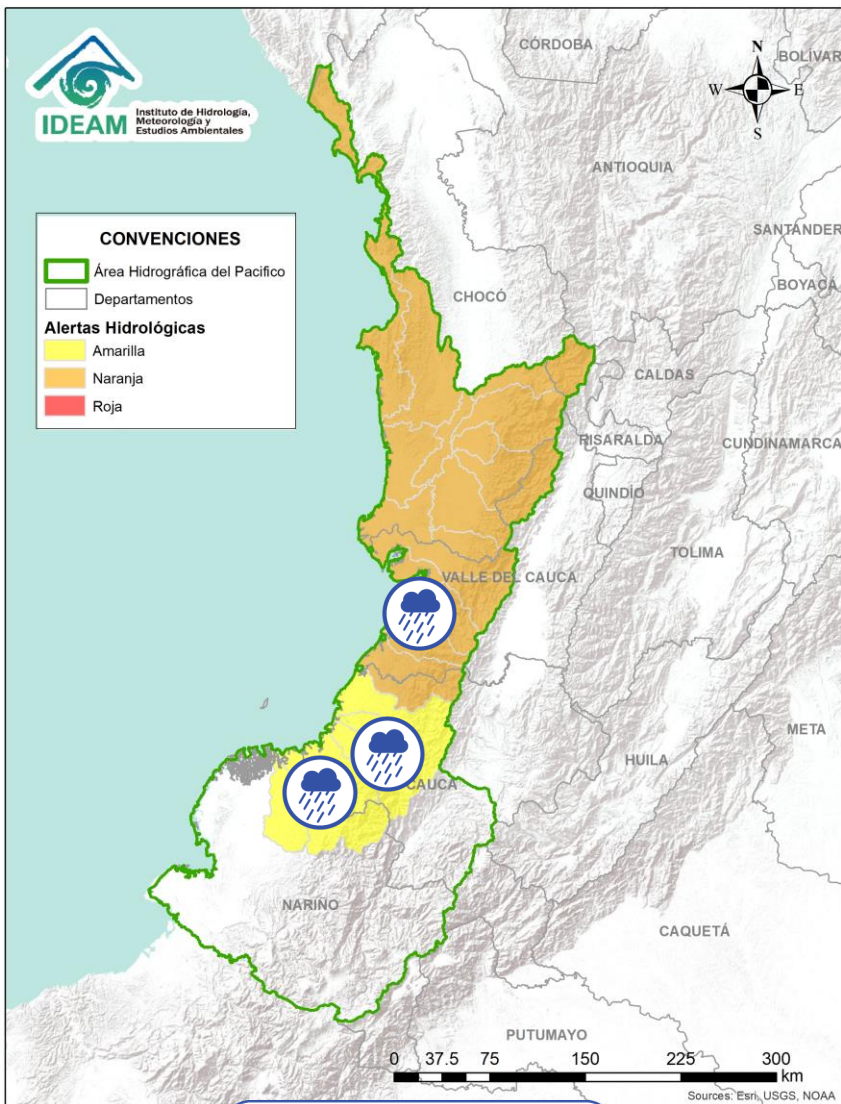 IDEAM
Instituto de Hidrología,
Meteorología y
Estudios Ambientales
CÓRDOBA
BOLÍVAR
N
W
E
S
ANTIOQUIA
SANTANDER
BOYACÁ
CONVENCIONES
Área Hidrográfica del Pacifico
Departamentos
Alertas Hidrológicas
Amarilla
Naranja
Roja
CHOCÓ
CALDAS
RISARALDA
CUNDINAMARCA
QUINDÍO
TOLIMA
VALLE DEL CAUCA
META
HUILA
CAUCA
NARIÑO
CAQUETÁ
PUTUMAYO
0 37.5 75 150 225 300
km
Sources: Esri, USGS, NOAA